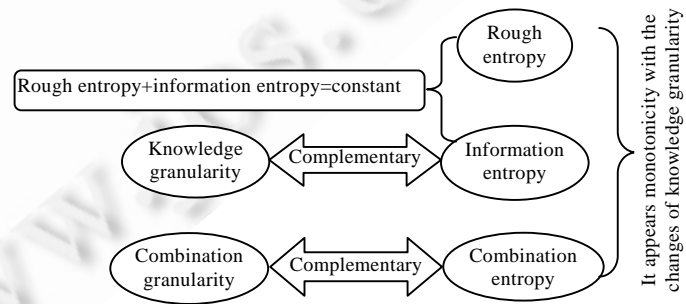 Rough
entropy
Rough entropy+information entropy=constant
Knowledge
granularity
Complementary
Information
entropy
Combination
granularity
Complementary
Combination
entropy
It appears monotonicity with the
changes of knowledge granularity